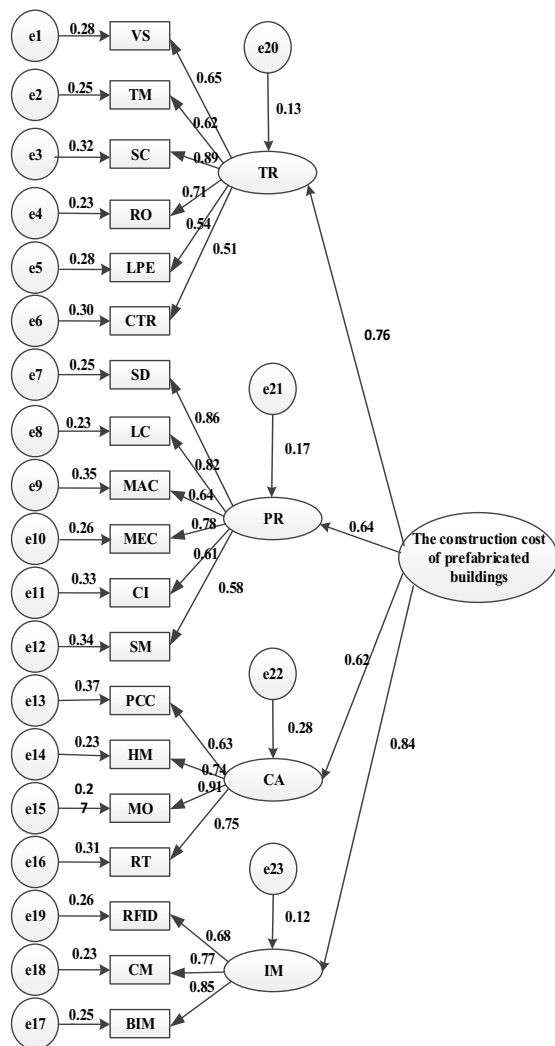 e1 0.28 VS
e20
0.65
e2 0.25 TM
0.13
0.62
e3 0.32 SC
0.89
TR
e4 0.23 RO
0.71
0.54
e5 0.28 LPE
0.51
e6 0.30 CTR
0.76
e7 0.25 SD
e21
0.86
e8 0.23 LC
0.82
0.17
e9 0.35 MAC
0.64
PR
0.64
e10 0.26 MEC
0.78
The construction cost
of prefabricated
buildings
0.61
e11 0.33 CI
0.58
e12 0.34 SM
0.62
e22
e13 0.37 PCC
0.63
0.28
0.84
e14 0.23 HM
0.74
CA
0.91
e15 0.2
7
MO
0.75
e16 0.31 RT
e23
e19 0.26 RFID
0.12
0.68
e18 0.23 CM
0.77
IM
0.85
e17 0.25 BIM